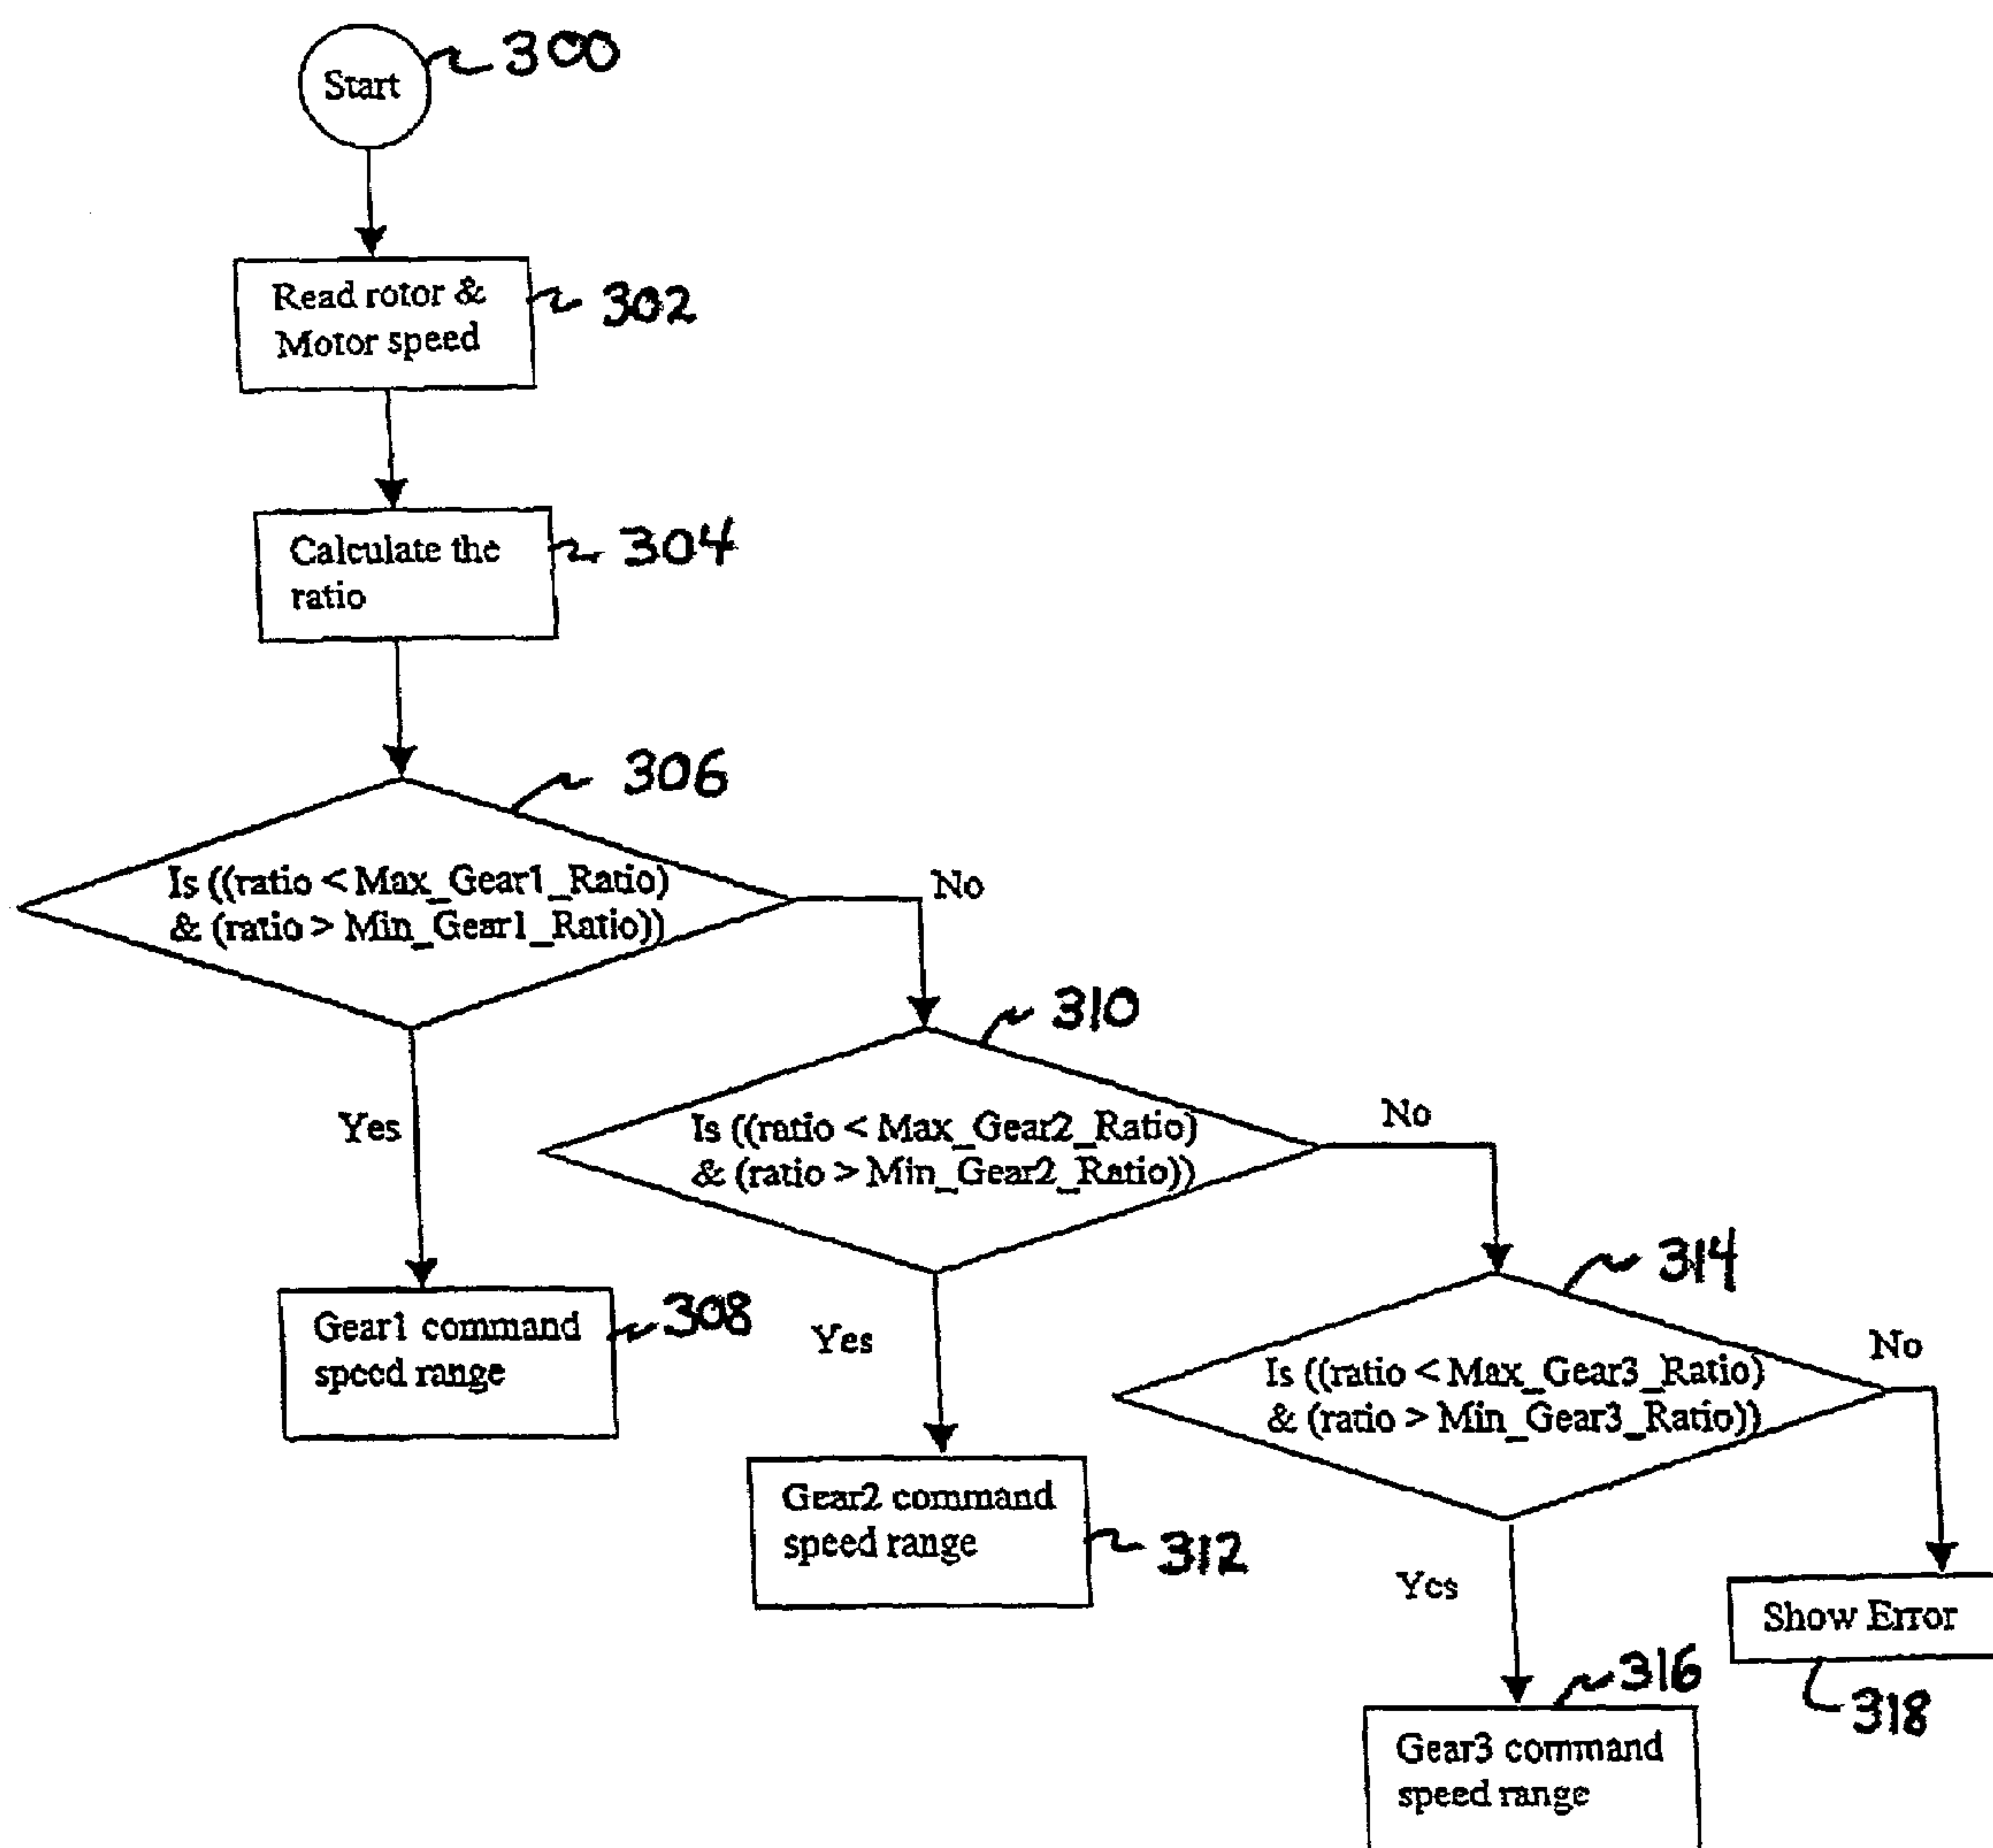 Start
300
Read rotor &
Motor speed
302
Calculate the
ratio
304
306
Is ((ratio < Max_Gear1_Ratio)
& (ratio > Min_Gear1_Ratio))
No
Yes
310
Is ((ratio < Max_Gear2_Ratio)
& (ratio > Min_Gear2_Ratio))
No
Yes
Gear1 command
speed range
308
314
Is ((ratio < Max_Gear3_Ratio)
& (ratio > Min_Gear3_Ratio))
No
Yes
Gear2 command
speed range
312
Show Error
318
316
Gear3 command
speed range